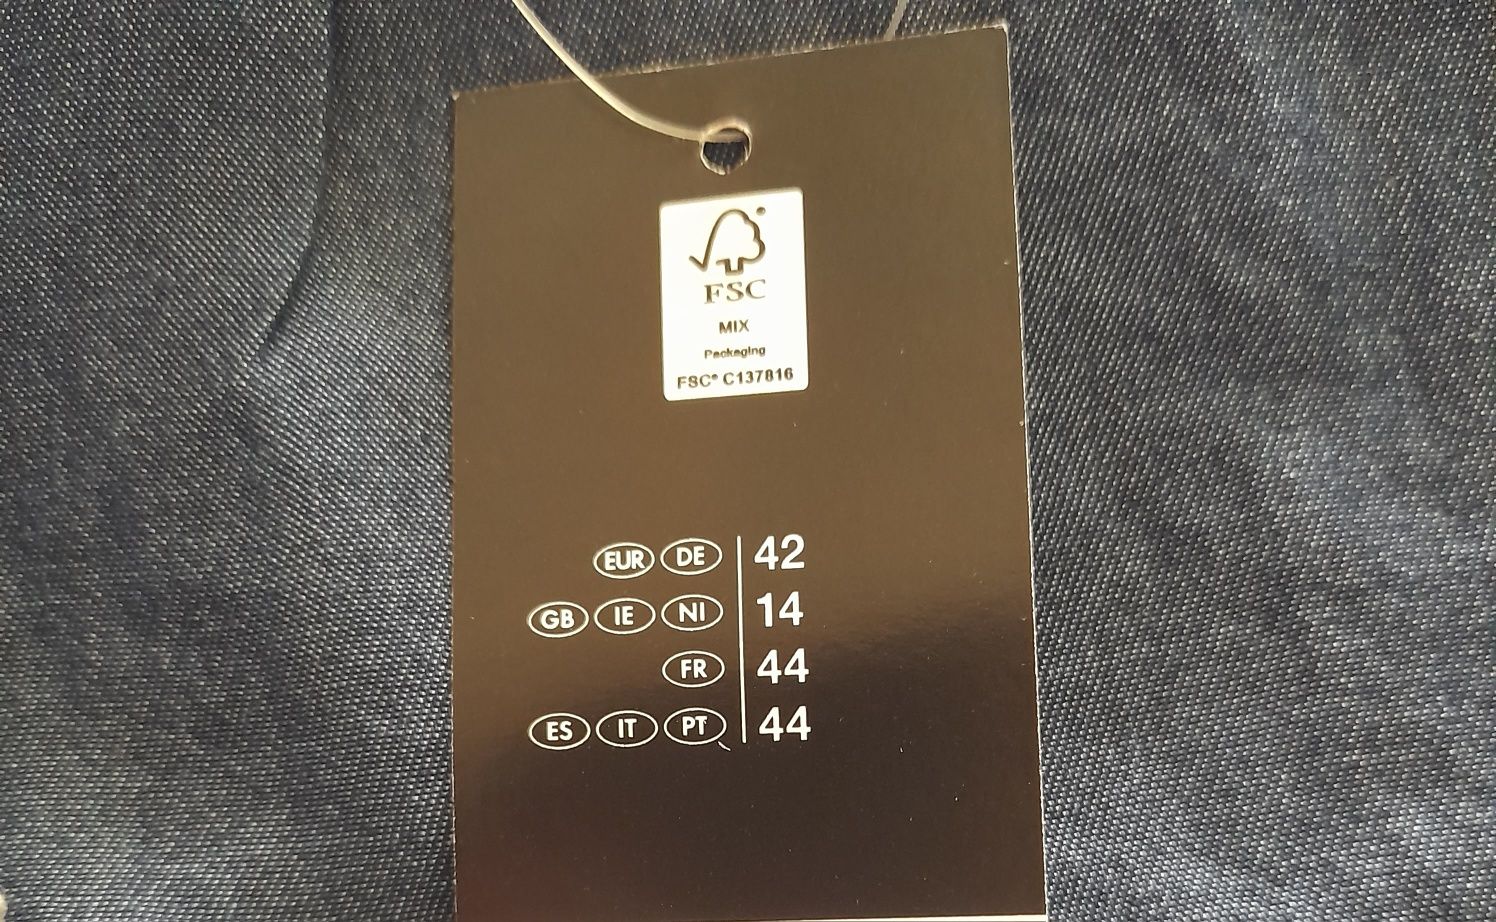 FSC
MIX
Packaging
FSC® C137816
EUR DE 42
GB IE NI 14
FR 44
ES IT PT 44